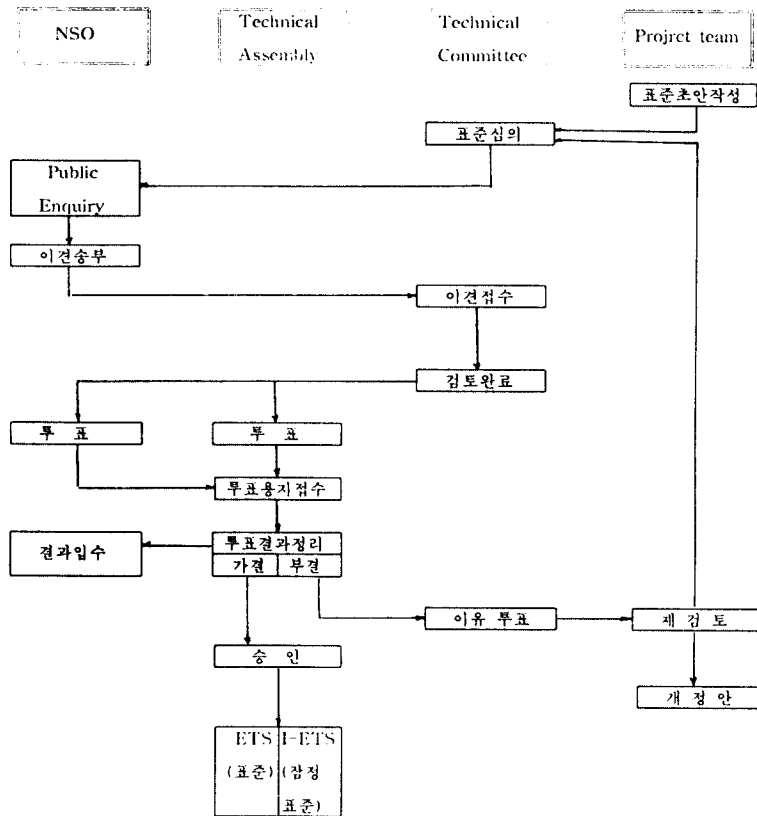 NSO
Technical
Assembly
Technical
Committee
Projrct team
표준초안작성
표준심의
Public
Enquiry
이견송부
이견접수
검토완료
투 표
투 표
투표용지접수
결과입수
투표결과정리
가결
부결
이유 투표
재 검 토
승 인
개 정 안
ETS
(표준)
I-ETS
(잠정
표준)